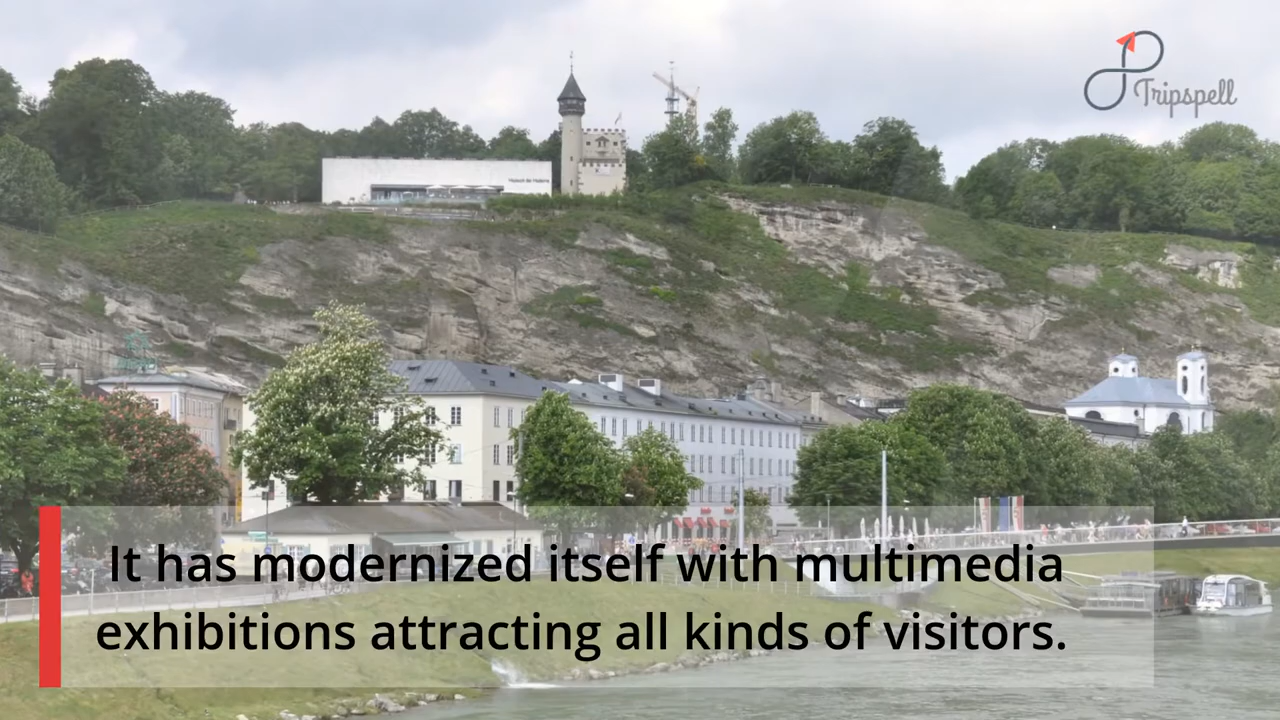 Tripspell
It has modernized itself with multimedia
exhibitions attracting all kinds of visitors.